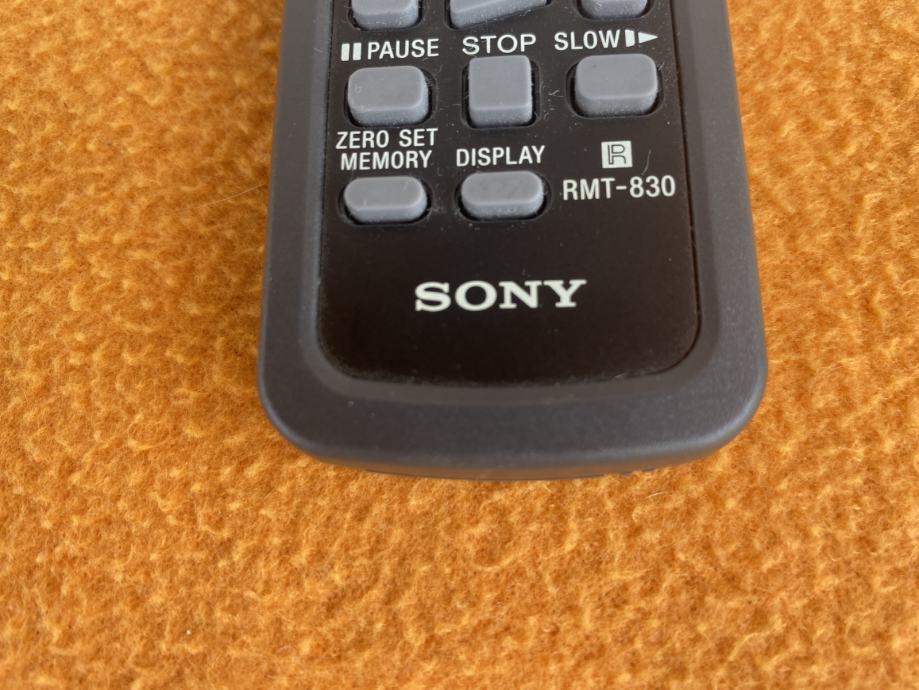 PAUSE STOP SLOW
ZERO SET
MEMORY DISPLAY R
RMT-830
SONY